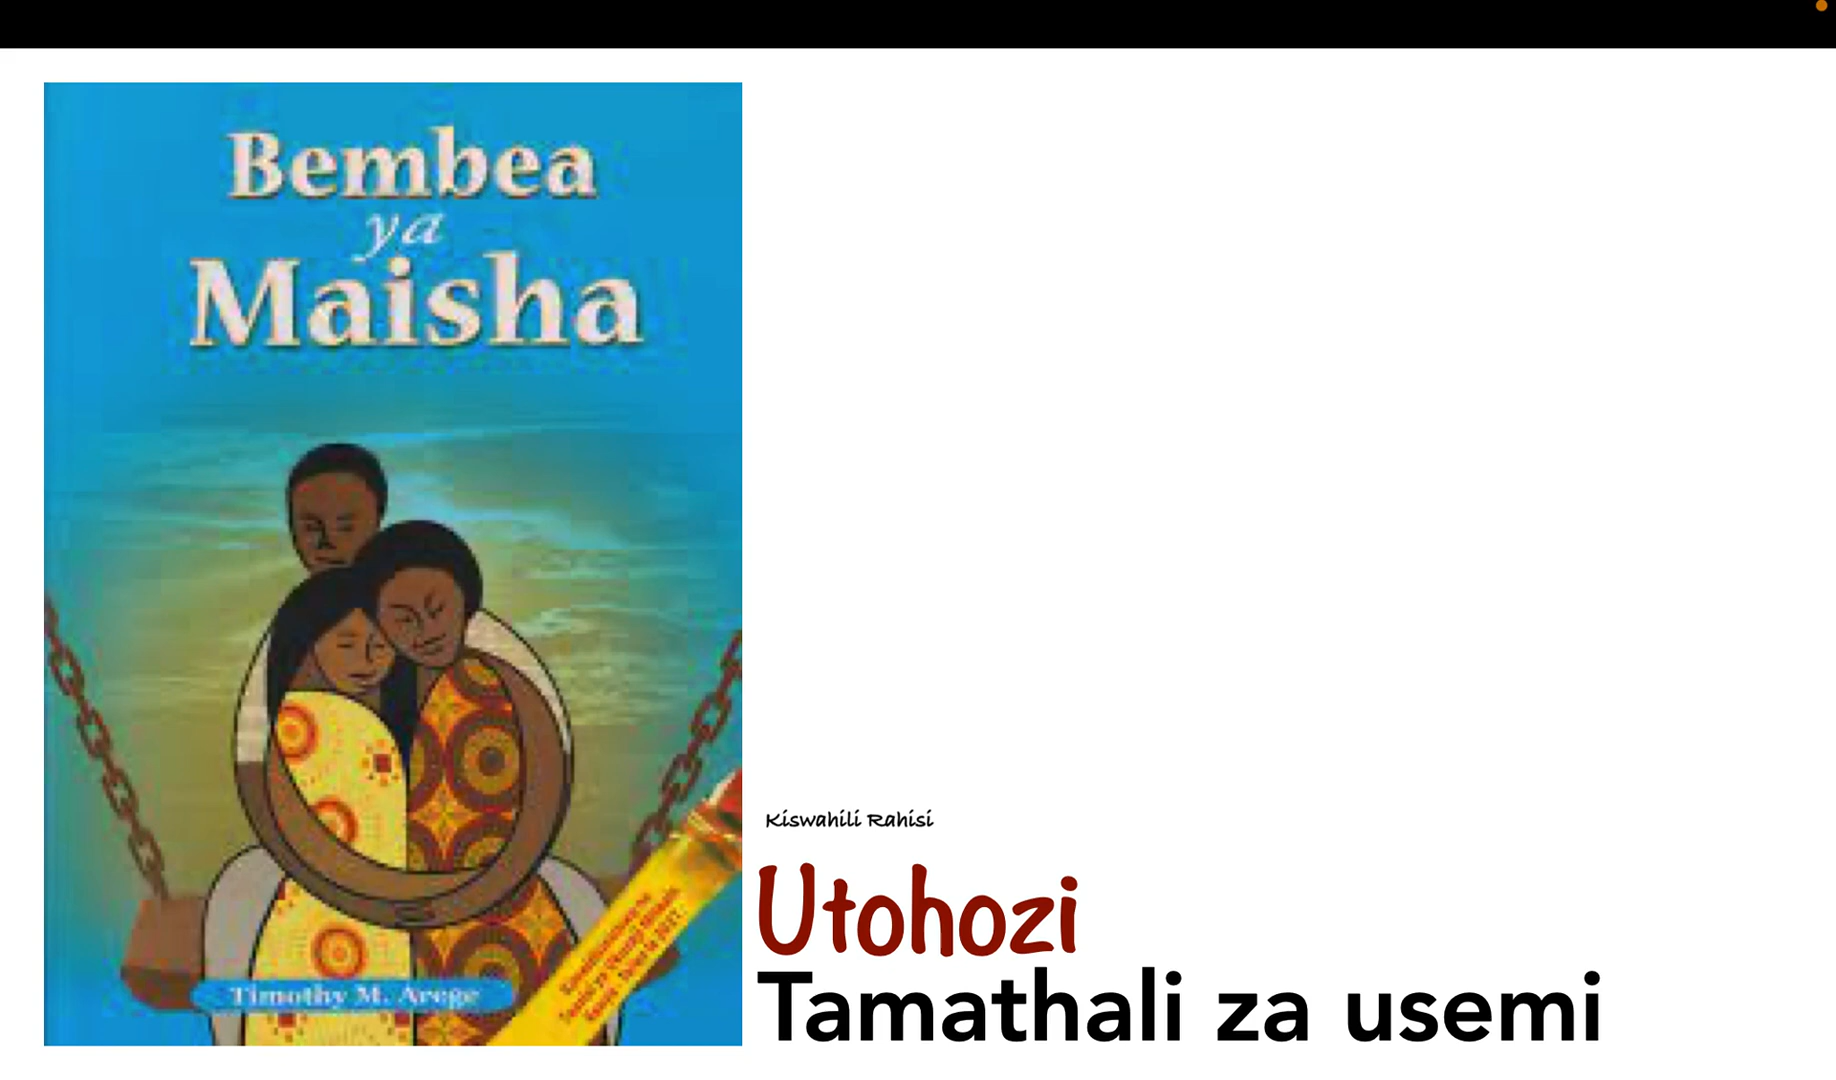 Bembea
ya
Maisha
Timothy M. Arege
Kiswahili Rahisi
Utohozi
Tamathali za usemi